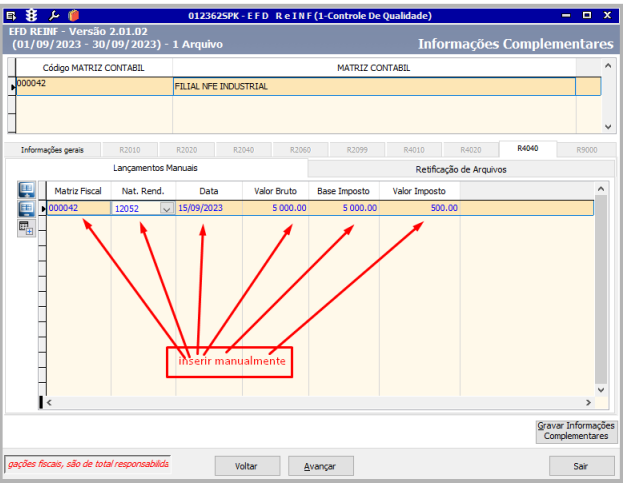 012362SPK - E F D R e I N F (1-Controle De Qualidade)
EFD REINF - Versão 2.01.02
(01/09/2023 - 30/09/2023) - 1 Arquivo
Informações Complementares
Código MATRIZ CONTABIL MATRIZ CONTABIL
000042 FILIAL NFE INDUSTRIAL
Informações gerais R2010 R2020 R2040 R2060 R2099 R4010 R4020 R4040 R9000
Lançamentos Manuais Retificação de Arquivos
Matriz Fiscal Nat. Rend. Data Valor Bruto Base Imposto Valor Imposto
000042 12052 15/09/2023 5 000.00 5 000.00 500.00
inserir manualmente
Gravar Informações
Complementares
gações fiscais, são de total responsabilida
Voltar Avançar Sair